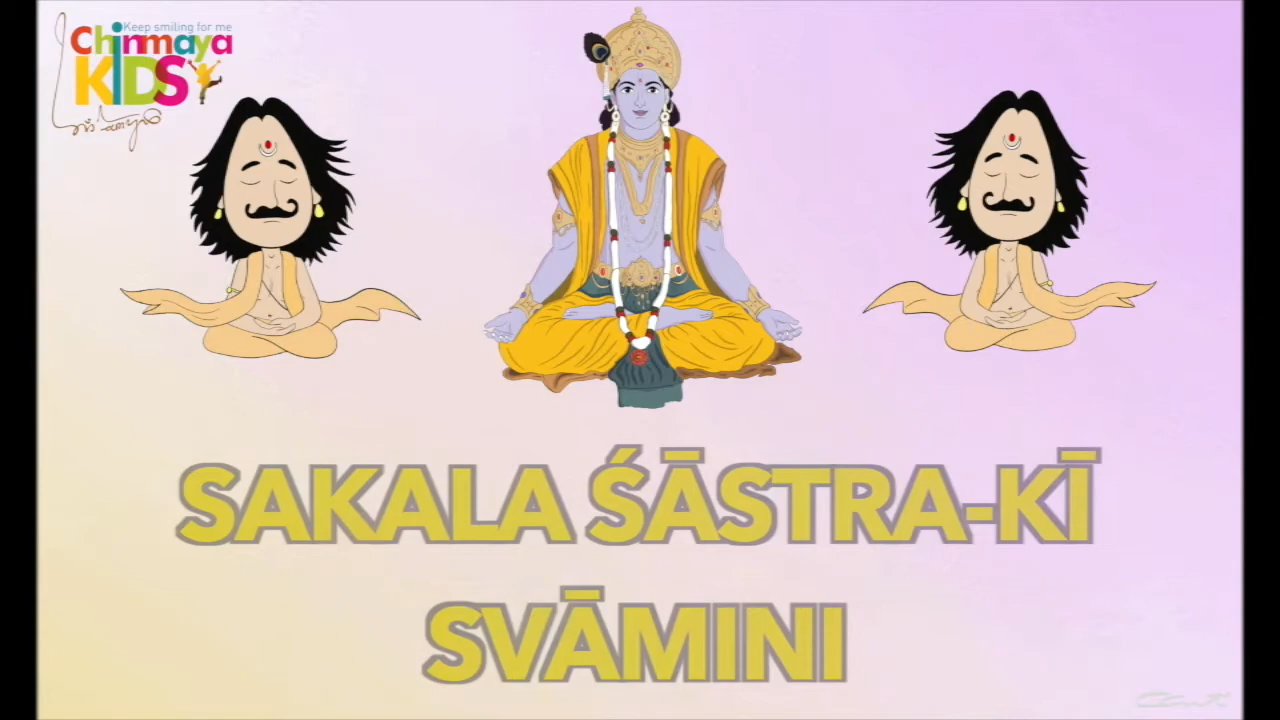 Keep smiling for me
Chinmaya
KIDS
SAKALA ŚĀSTRA-KĪ
SVĀMINI